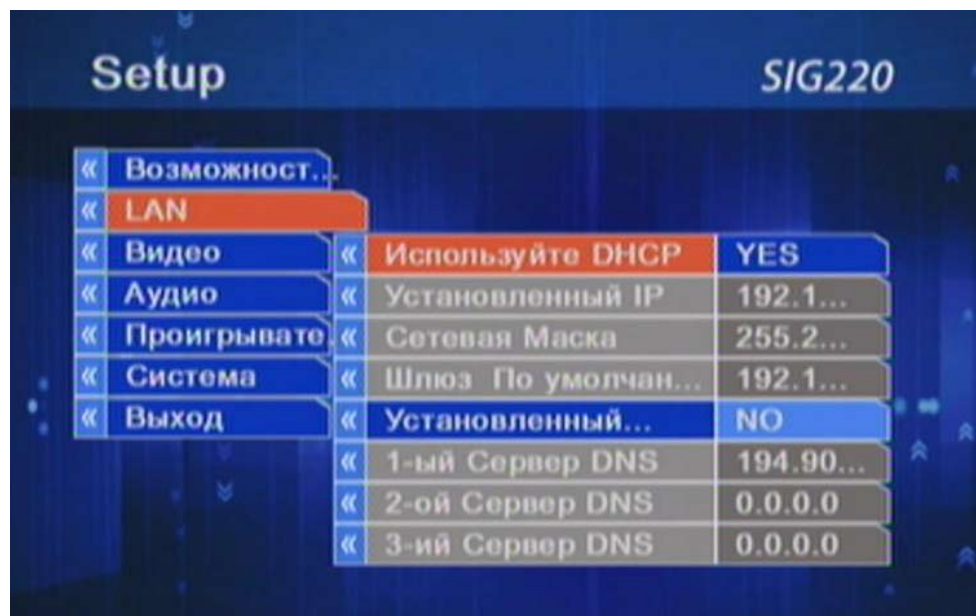 Setup
SIG220
Возможност...
LAN
Видео
Аудио
Проигрывате
Система
Выход
Используйте DHCP YES
Установленный IP 192.1...
Сетевая Маска 255.2...
Шлюз По умолчан... 192.1...
Установленный... NO
1-ый Сервер DNS 194.90...
2-ой Сервер DNS 0.0.0.0
3-ий Сервер DNS 0.0.0.0